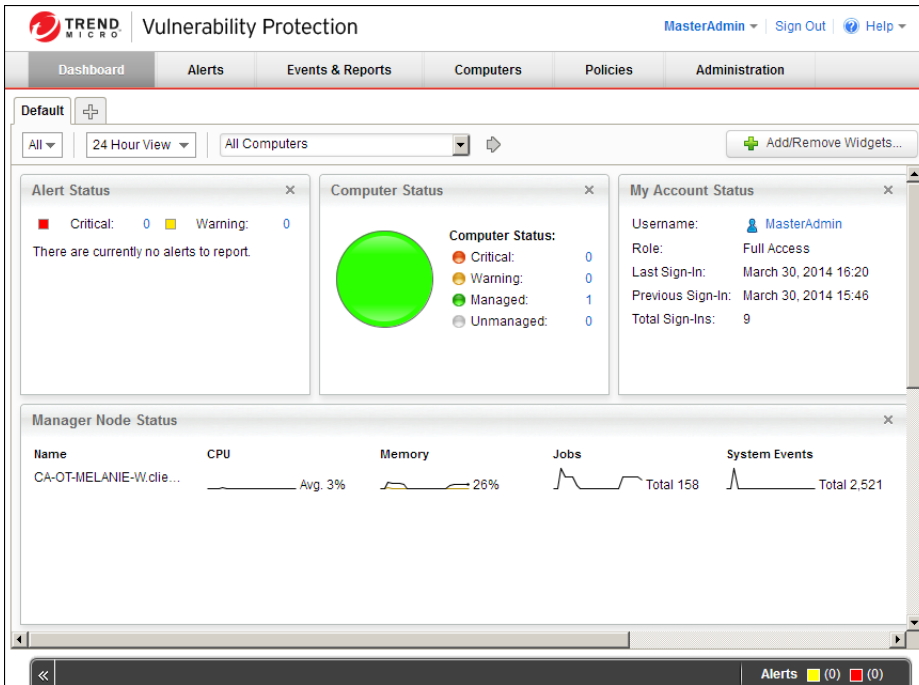 TREND MICRO Vulnerability Protection MasterAdmin Sign Out Help
Dashboard Alerts Events & Reports Computers Policies Administration
Default
All 24 Hour View All Computers Add/Remove Widgets...
Alert Status
Critical: 0 Warning: 0
There are currently no alerts to report.
Computer Status
Computer Status:
Critical: 0
Warning: 0
Managed: 1
Unmanaged: 0
My Account Status
Username: MasterAdmin
Role: Full Access
Last Sign-In: March 30, 2014 16:20
Previous Sign-In: March 30, 2014 15:46
Total Sign-Ins: 9
Manager Node Status
Name CPU Memory Jobs System Events
CA-OT-MELANIE-W.clie... Avg. 3% 26% Total 158 Total 2,521
Alerts (0) (0)